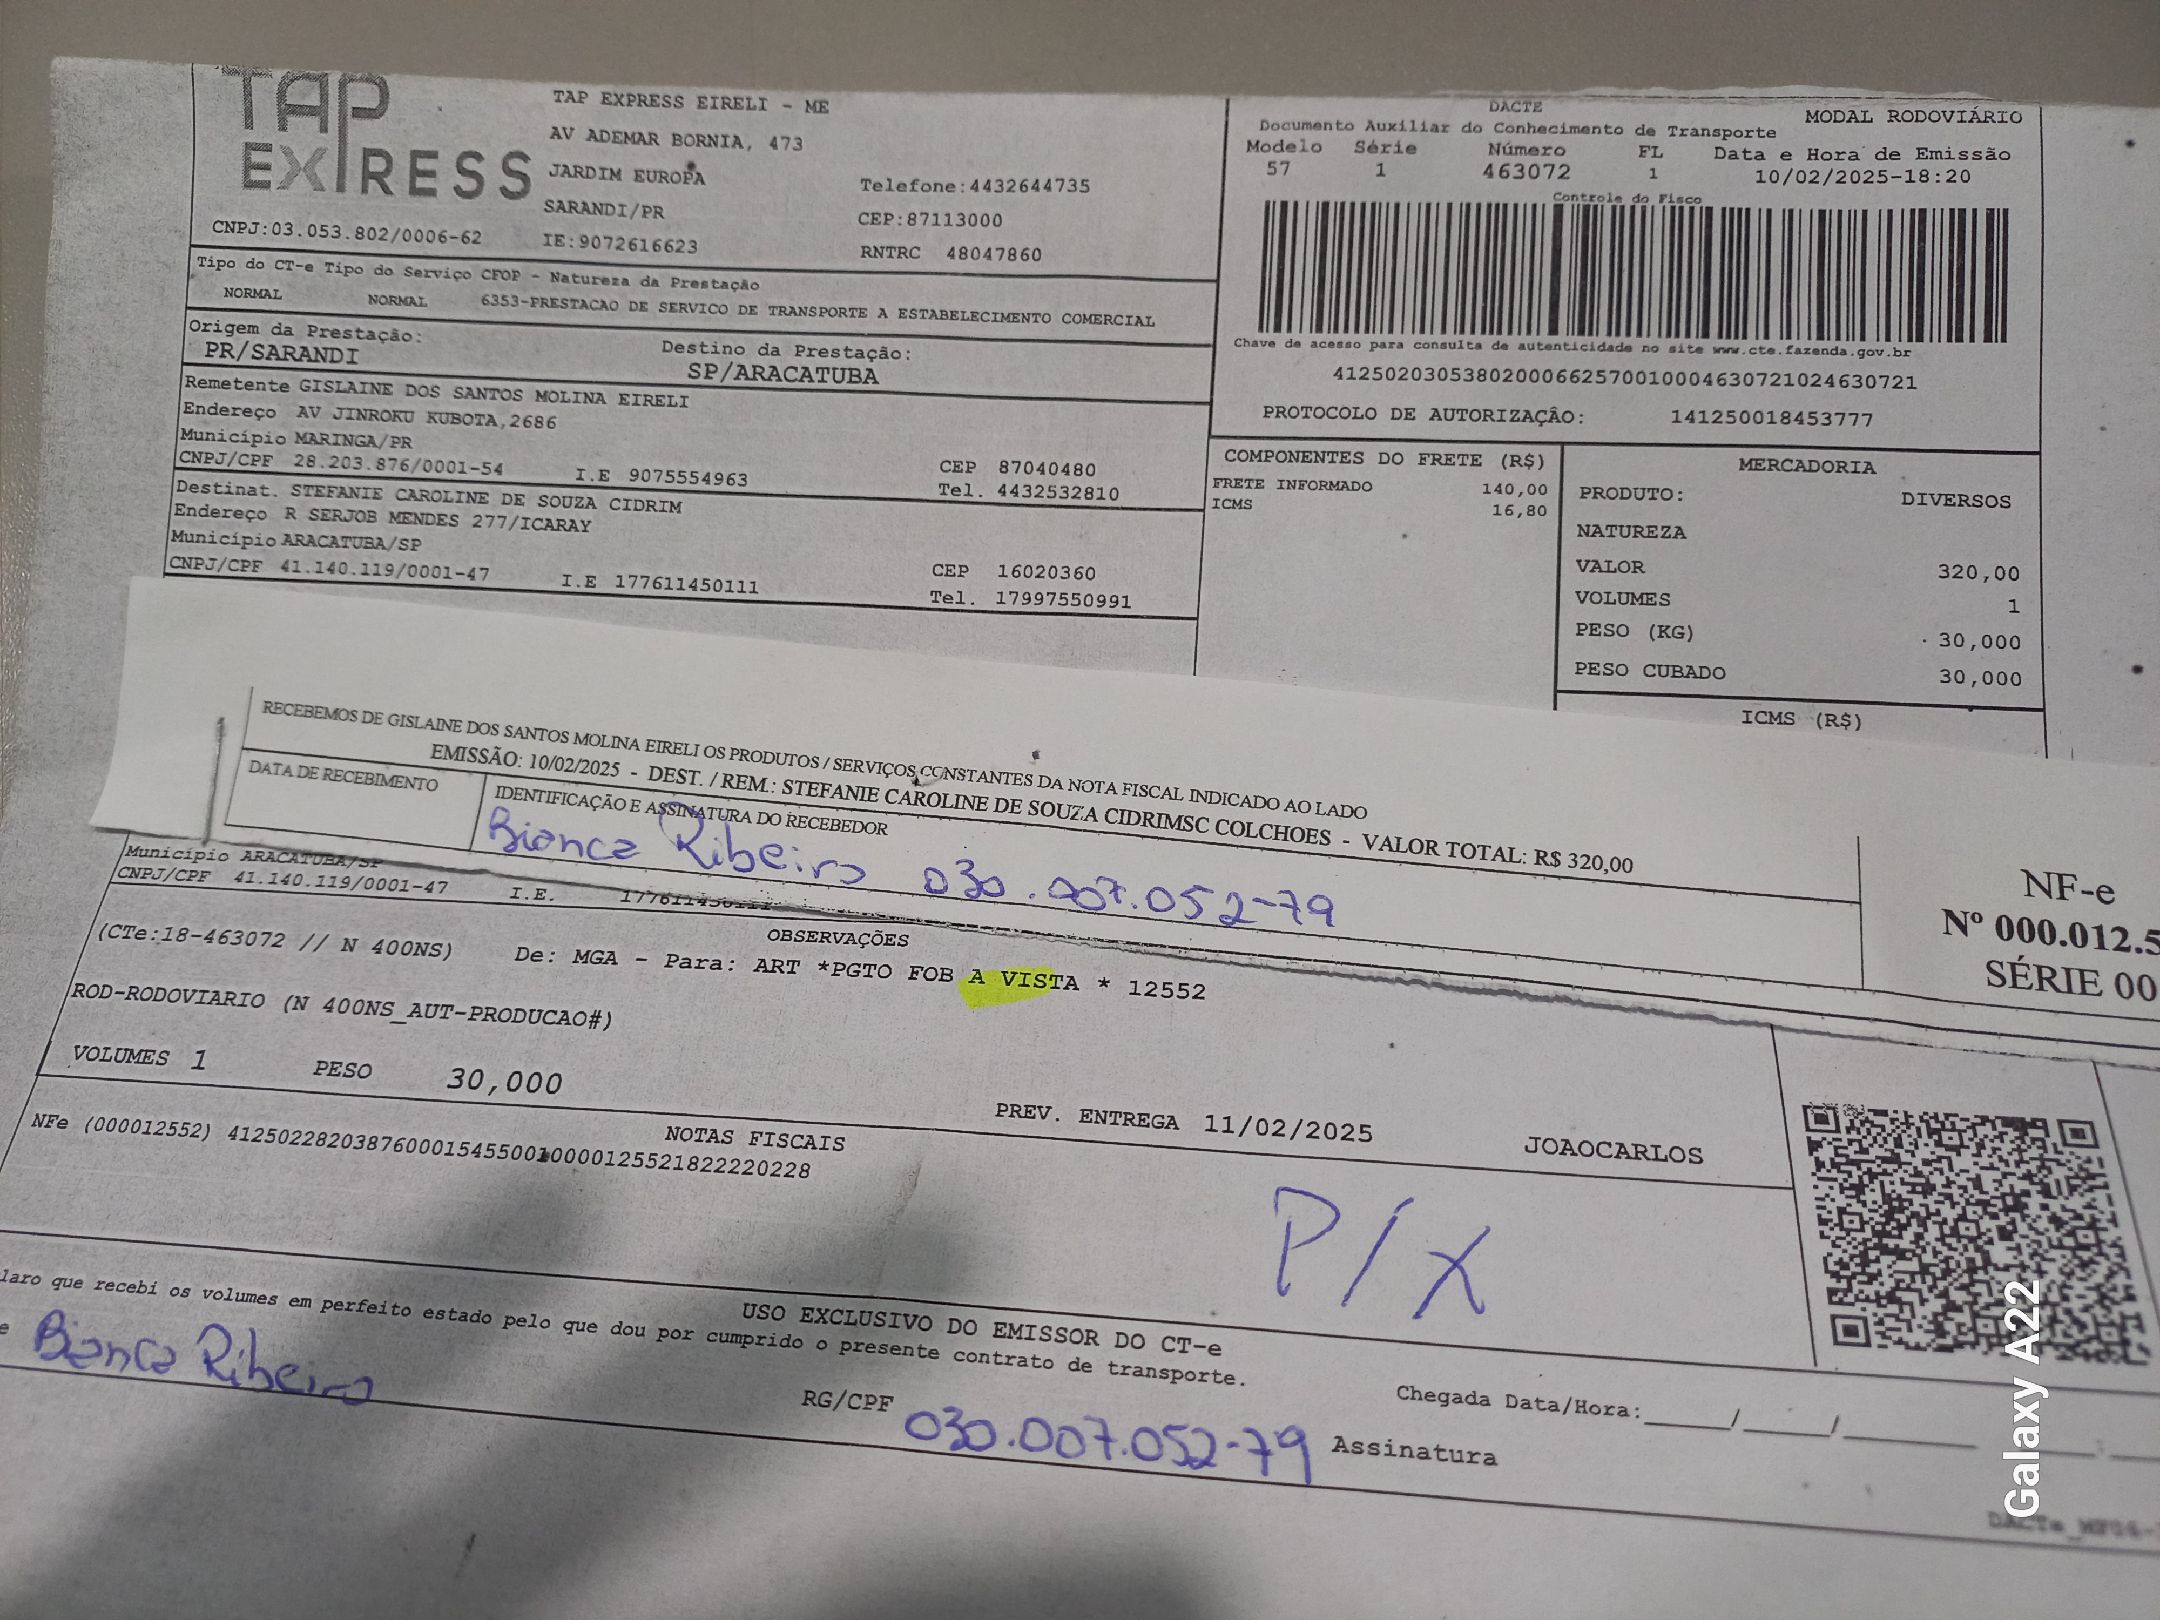 TAP EXPRESS
TAP EXPRESS EIRELI - ME
AV ADEMAR BORNIA, 473
JARDIM EUROPA
SARANDI/PR
IE:9072616623
Telefone:4432644735
CEP:87113000
RNTRC 48047860
CNPJ:03.053.802/0006-62
DACTE
MODAL RODOVIÁRIO
Documento Auxiliar do Conhecimento de Transporte
Modelo Série Número FL Data e Hora de Emissão
57 1 463072 1 10/02/2025-18:20
Controle do Fisco
Chave de acesso para consulta de autenticidade no site www.cte.fazenda.gov.br
41250203053802000662570010004630721024630721
PROTOCOLO DE AUTORIZAÇÃO: 141250018453777
Tipo do CT-e Tipo do Serviço CFOP - Natureza da Prestação
NORMAL NORMAL 6353-PRESTACAO DE SERVICO DE TRANSPORTE A ESTABELECIMENTO COMERCIAL
Origem da Prestação: Destino da Prestação:
PR/SARANDI SP/ARACATUBA
Remetente GISLAINE DOS SANTOS MOLINA EIRELI
Endereço AV JINROKU KUBOTA,2686
Município MARINGA/PR
CNPJ/CPF 28.203.876/0001-54 I.E 9075554963
CEP 87040480
Tel. 4432532810
Destinat. STEFANIE CAROLINE DE SOUZA CIDRIM
Endereço R SERJOB MENDES 277/ICARAY
Município ARACATUBA/SP
CNPJ/CPF 41.140.119/0001-47 I.E 177611450111
CEP 16020360
Tel. 17997550991
COMPONENTES DO FRETE (R$)
FRETE INFORMADO 140,00
ICMS 16,80
MERCADORIA
PRODUTO: DIVERSOS
NATUREZA
VALOR 320,00
VOLUMES 1
PESO (KG) 30,000
PESO CUBADO 30,000
ICMS (R$)
RECEBEMOS DE GISLAINE DOS SANTOS MOLINA EIRELI OS PRODUTOS / SERVIÇOS CONSTANTES DA NOTA FISCAL INDICADO AO LADO
EMISSÃO: 10/02/2025 - DEST. / REM.: STEFANIE CAROLINE DE SOUZA CIDRIMSC COLCHOES - VALOR TOTAL: R$ 320,00
DATA DE RECEBIMENTO
IDENTIFICAÇÃO E ASSINATURA DO RECEBEDOR
Bianca Ribeiro 030.007.052-79
NF-e
Nº 000.012.5
SÉRIE 00
Município ARACATUBA/SP
CNPJ/CPF 41.140.119/0001-47 I.E. 177611450111
OBSERVAÇÕES
(CTe:18-463072 // N 400NS) De: MGA - Para: ART *PGTO FOB A VISTA * 12552
ROD-RODOVIARIO (N 400NS_AUT-PRODUCAO#)
VOLUMES 1 PESO 30,000
PREV. ENTREGA 11/02/2025 JOAOCARLOS
NOTAS FISCAIS
NFe (000012552) 41250228203876000154550010000125521822220228
PIX
USO EXCLUSIVO DO EMISSOR DO CT-e
laro que recebi os volumes em perfeito estado pelo que dou por cumprido o presente contrato de transporte.
e Bianca Ribeiro
RG/CPF 030.007.052-79 Assinatura
Chegada Data/Hora:_____/_____/_____
Galaxy A22